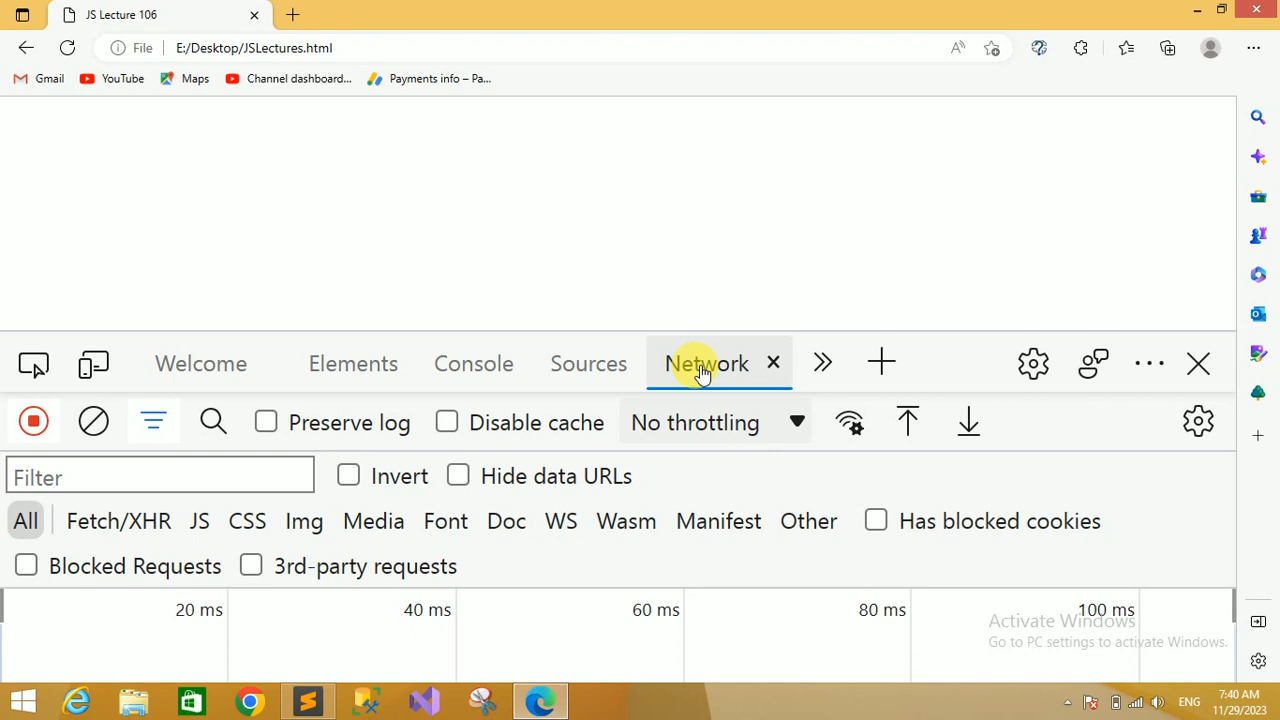 JS Lecture 106
File E:/Desktop/JSLectures.html
Gmail YouTube Maps Channel dashboard... Payments info – Pa...
Welcome Elements Console Sources Network
Preserve log Disable cache No throttling
Filter Invert Hide data URLs
All Fetch/XHR JS CSS Img Media Font Doc WS Wasm Manifest Other Has blocked cookies
Blocked Requests 3rd-party requests
20 ms 40 ms 60 ms 80 ms 100 ms
Activate Windows
Go to PC settings to activate Windows.
ENG 7:40 AM
11/29/2023